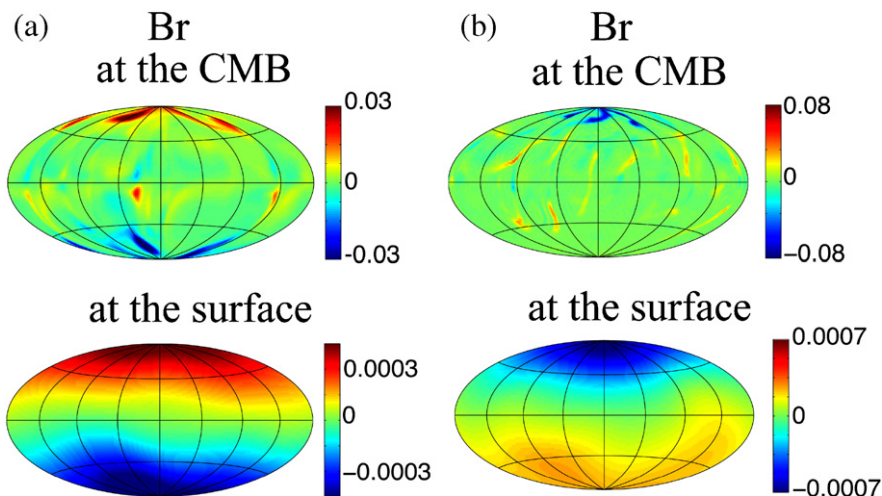 (a)
Br
at the CMB
0.03
0
-0.03
at the surface
0.0003
0
−0.0003
(b)
Br
at the CMB
0.08
0
−0.08
at the surface
0.0007
0
−0.0007